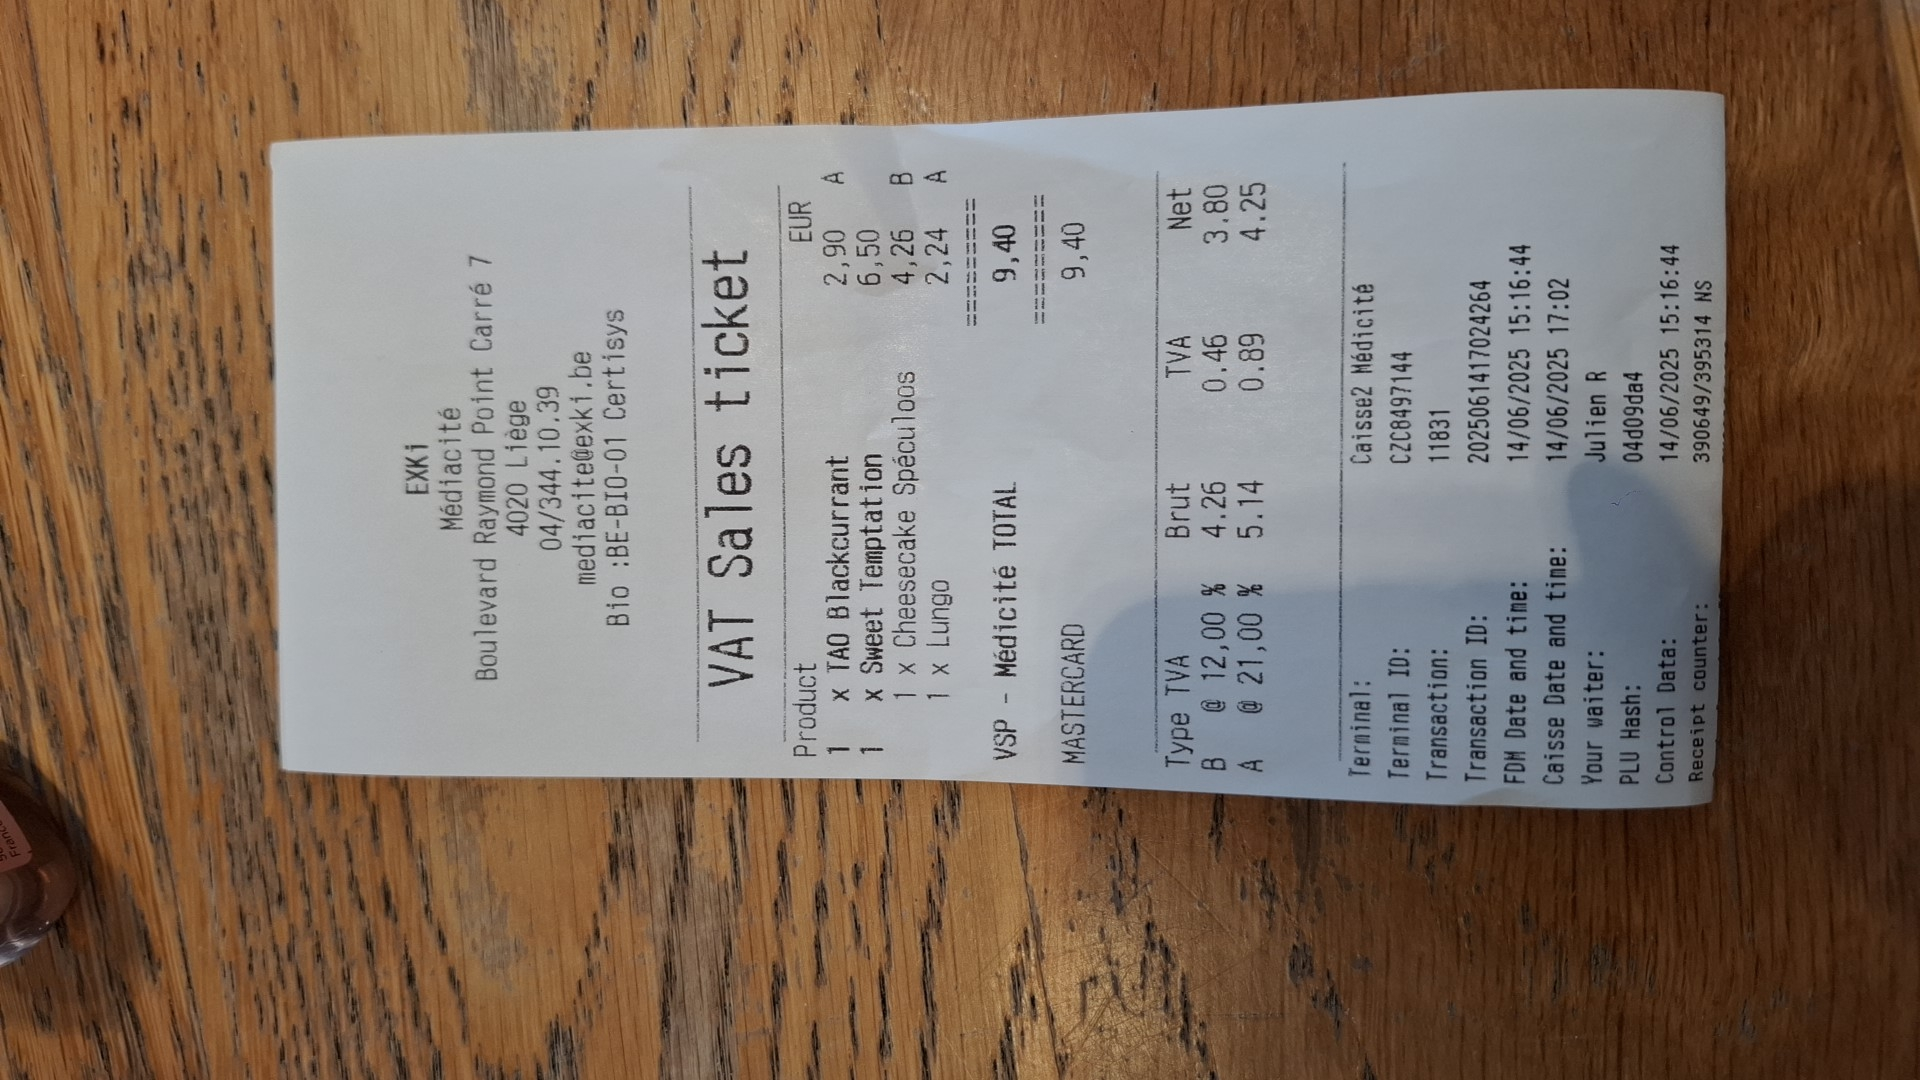 EXKi
Médiacité
Boulevard Raymond Point Carré 7
4020 Liège
04/344.10.39
mediacite@exki.be
Bio :BE-BIO-01 Certisys
VAT Sales ticket
Product EUR
1 x TAO Blackcurrant 2,90 A
1 x Sweet Temptation 6,50
1 x Cheesecake Spéculoos 4,26 B
1 x Lungo 2,24 A
==========
VSP - Médicité TOTAL 9,40
==========
MASTERCARD 9,40
Type TVA Brut TVA Net
B @ 12,00 % 4.26 0.46 3.80
A @ 21,00 % 5.14 0.89 4.25
Terminal: Caisse2 Médicité
Terminal ID: CZC8497144
Transaction: 11831
Transaction ID: 2025061417024264
FDM Date and time: 14/06/2025 15:16:44
Caisse Date and time: 14/06/2025 17:02
Your waiter: Julien R
PLU Hash: 04d09da4
Control Data: 14/06/2025 15:16:44
Receipt counter: 390649/395314 NS